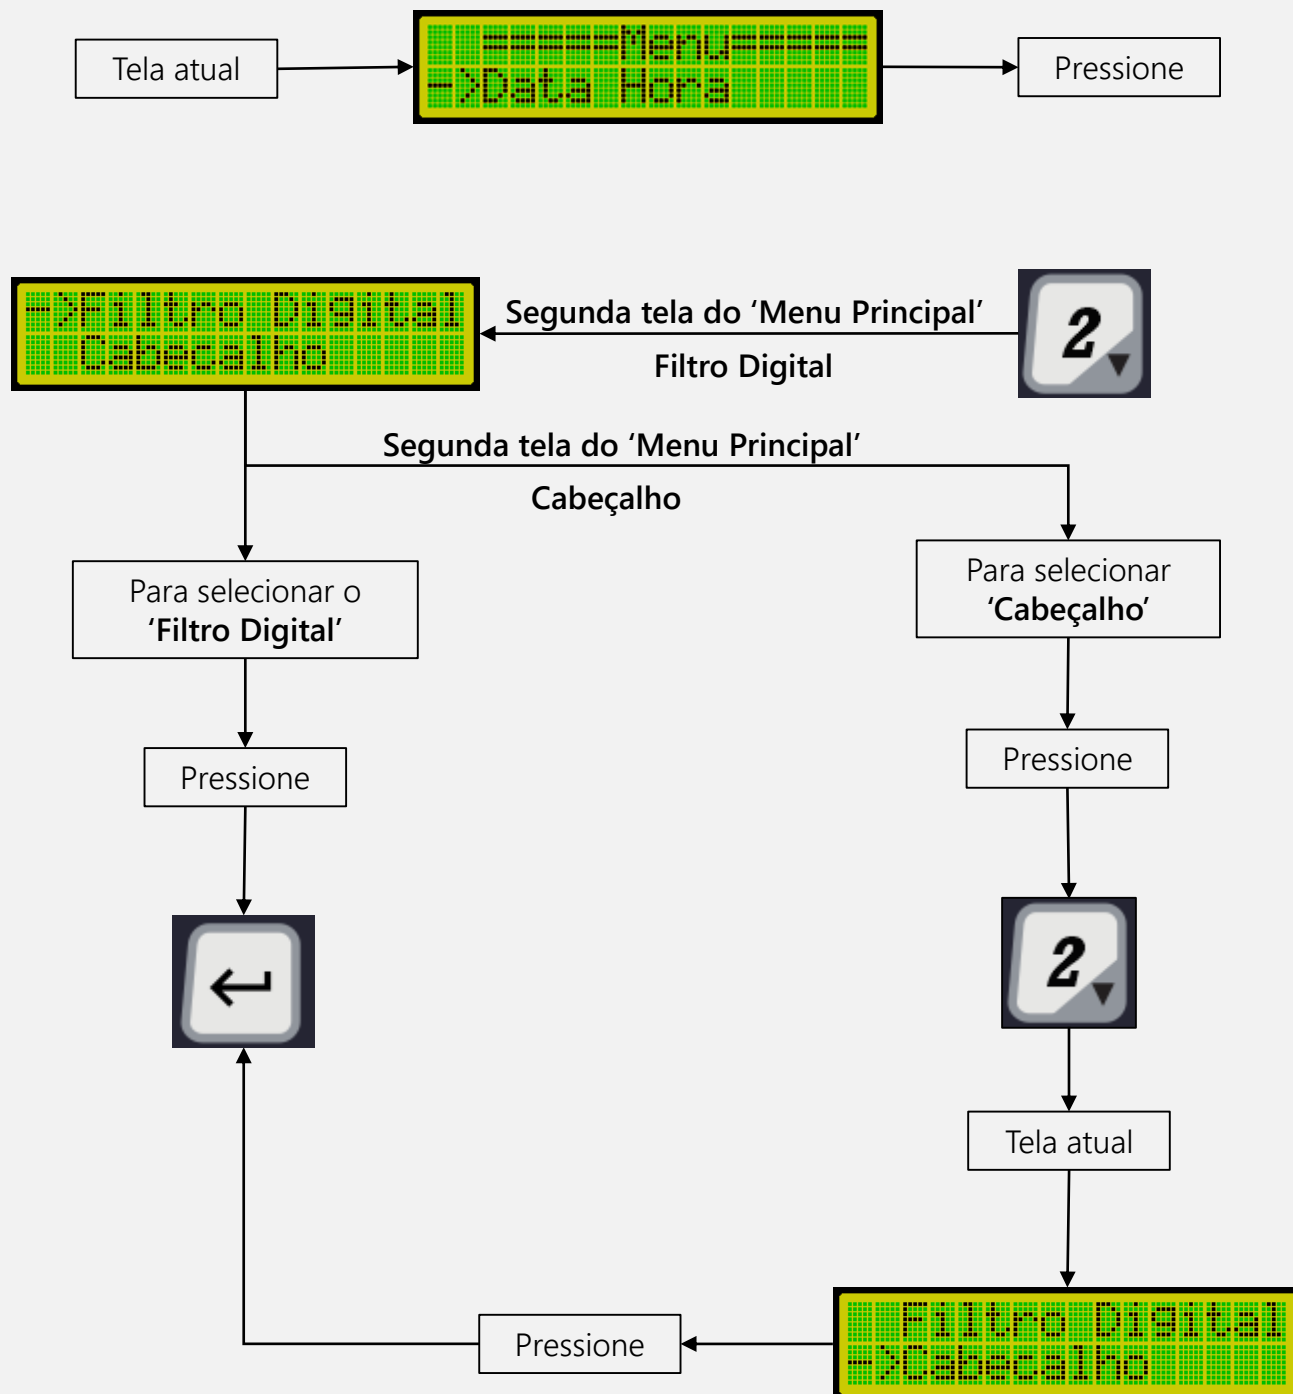 Tela atual
=====Menu=====
->Data Hora
Pressione
->Filtro Digital
Cabecalho
Segunda tela do ‘Menu Principal’
Filtro Digital
2
Segunda tela do ‘Menu Principal’
Cabeçalho
Para selecionar o
‘Filtro Digital’
Para selecionar
‘Cabeçalho’
Pressione
Pressione
2
Tela atual
Pressione
Filtro Digital
->Cabecalho